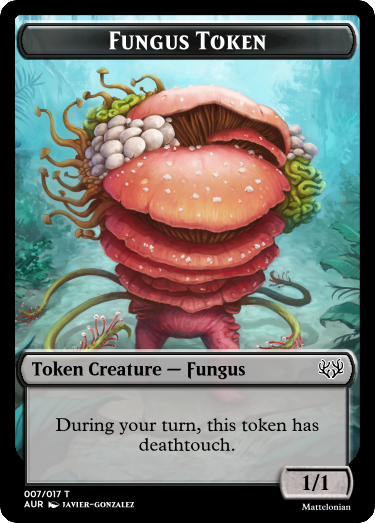 Fungus Token
Token Creature — Fungus
During your turn, this token has
deathtouch.
1/1
007/017 T
AUR JAVIER-GONZALEZ
Mattelonian